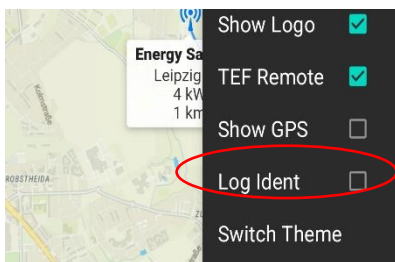 Show Logo
Energy Sa
Leipzig
4 kW
1 km
TEF Remote
Show GPS
Log Ident
Switch Theme
ROBSTHEIDA